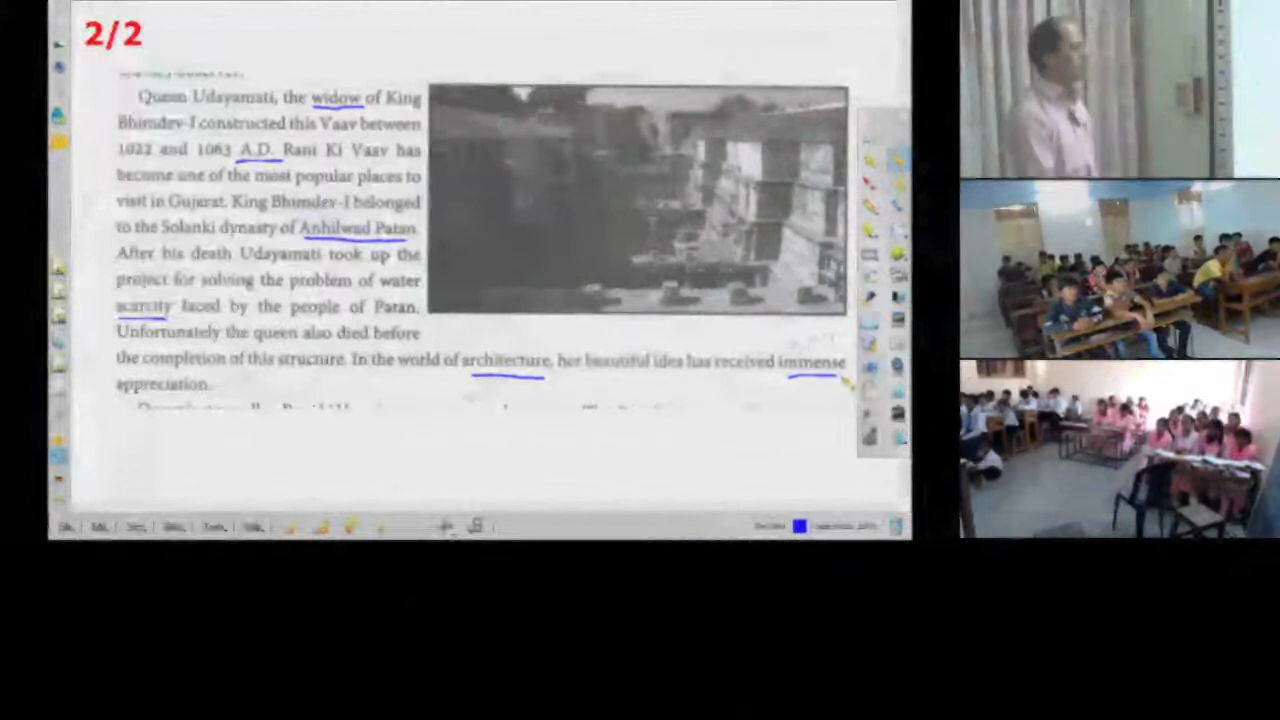 2/2
Queen Udayamati, the widow of King
Bhimdev-I constructed this Vaav between
1022 and 1063 A.D. Rani Ki Vaav has
become one of the most popular places to
visit in Gujarat. King Bhimdev-I belonged
to the Solanki dynasty of Anhilwad Patan.
After his death Udayamati took up the
project for solving the problem of water
scarcity faced by the people of Patan.
Unfortunately the queen also died before
the completion of this structure. In the world of architecture, her beautiful idea has received immense
appreciation.